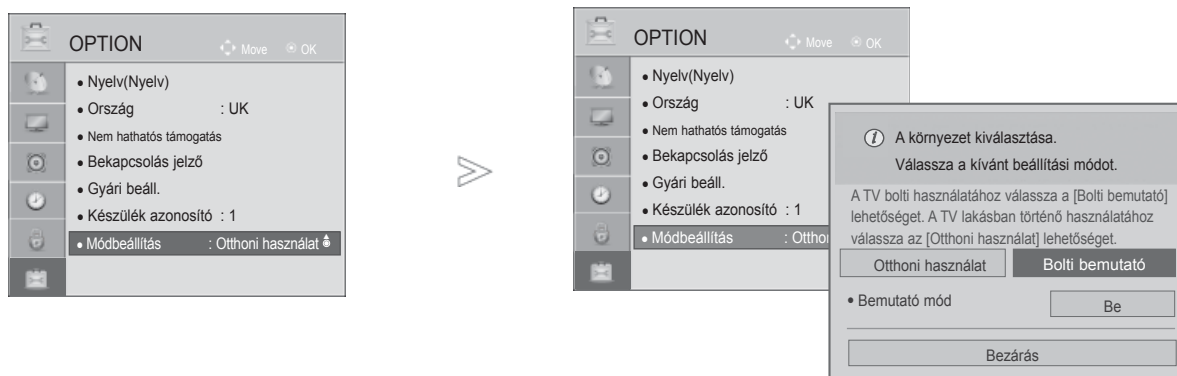 OPTION
Move OK
• Nyelv(Nyelv)
• Ország : UK
• Nem hathatós támogatás
• Bekapcsolás jelző
• Gyári beáll.
• Készülék azonosító : 1
• Módbeállítás : Otthoni használat
OPTION
Move OK
• Nyelv(Nyelv)
• Ország : UK
• Nem hathatós támogatás
• Bekapcsolás jelző
• Gyári beáll.
• Készülék azonosító : 1
• Módbeállítás : Ottho
i A környezet kiválasztása.
Válassza a kívánt beállítási módot.
A TV bolti használatához válassza a [Bolti bemutató]
lehetőséget. A TV lakásban történő használatához
válassza az [Otthoni használat] lehetőséget.
Otthoni használat Bolti bemutató
• Bemutató mód Be
Bezárás